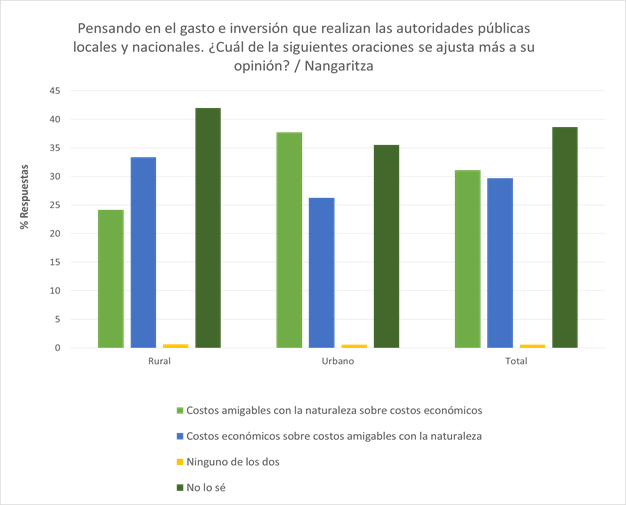 Pensando en el gasto e inversión que realizan las autoridades públicas
locales y nacionales. ¿Cuál de la siguientes oraciones se ajusta más a su
opinión? / Nangaritza
% Respuestas
45
40
35
30
25
20
15
10
5
0
Rural Urbano Total
Costos amigables con la naturaleza sobre costos económicos
Costos económicos sobre costos amigables con la naturaleza
Ninguno de los dos
No lo sé